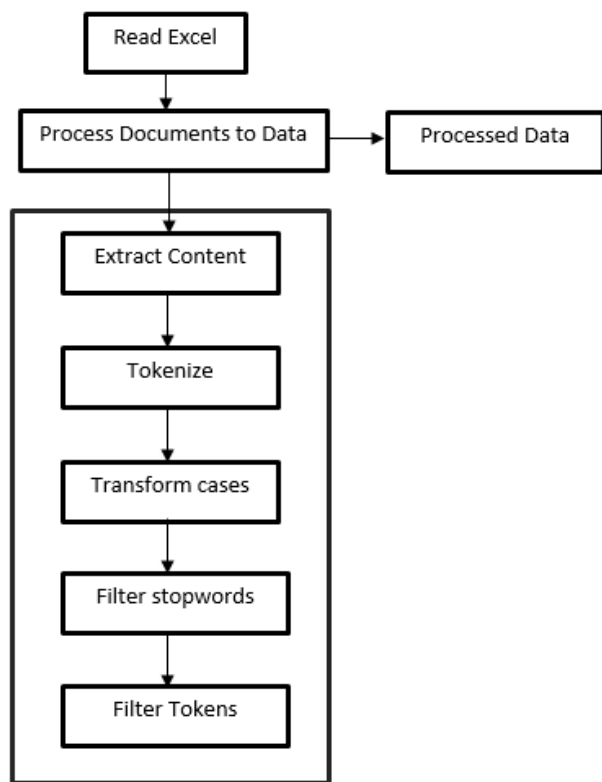 Read Excel
Process Documents to Data
Processed Data
Extract Content
Tokenize
Transform cases
Filter stopwords
Filter Tokens